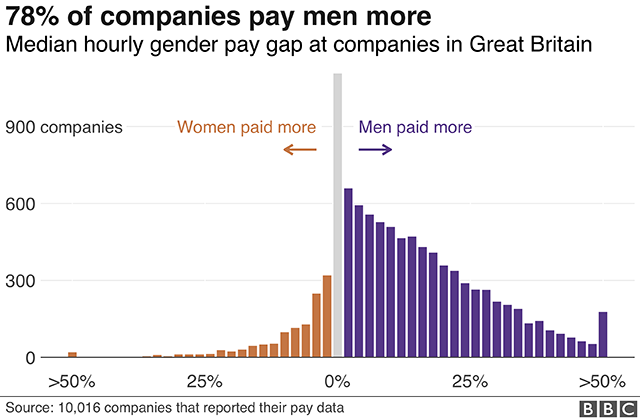 78% of companies pay men more
Median hourly gender pay gap at companies in Great Britain
900 companies
Women paid more
Men paid more
600
300
0
>50%
25%
0%
25%
>50%
Source: 10,016 companies that reported their pay data
BBC